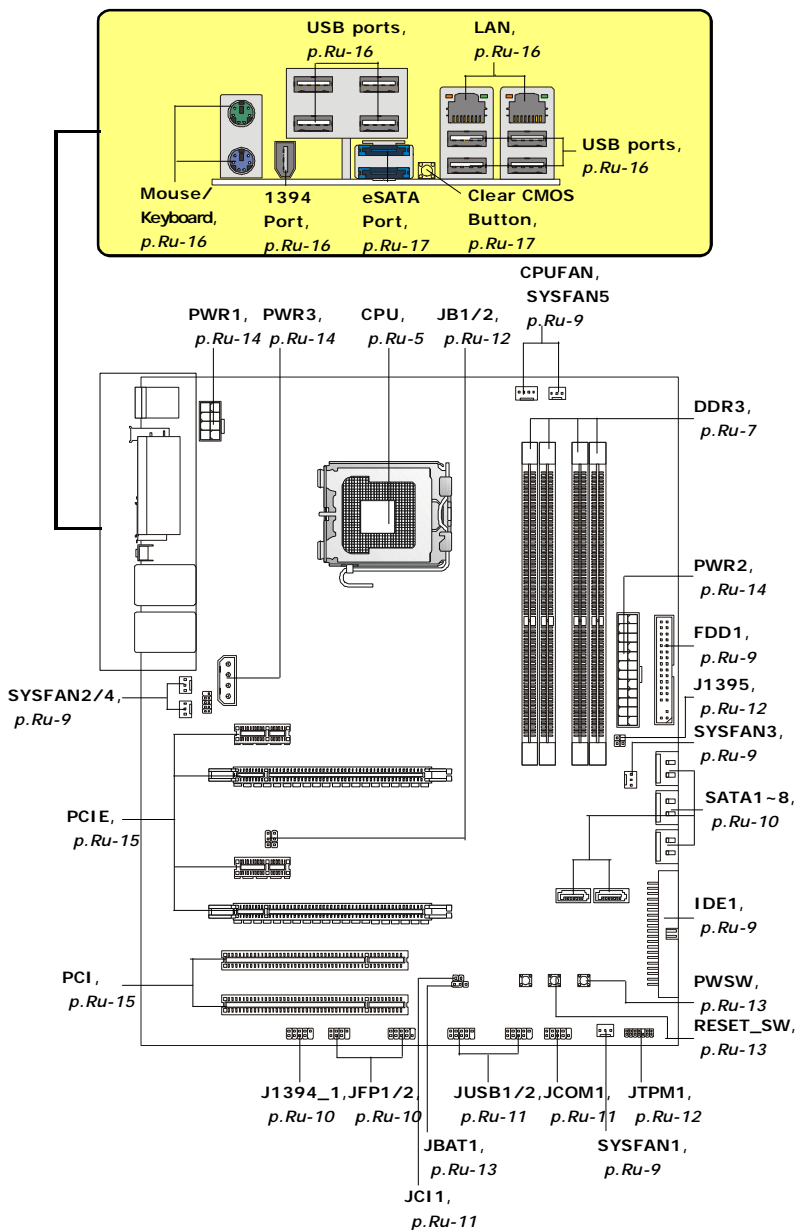 USB ports,
p.Ru-16
LAN,
p.Ru-16
USB ports,
p.Ru-16
Mouse/
Keyboard,
p.Ru-16
1394
Port,
p.Ru-16
eSATA
Port,
p.Ru-17
Clear CMOS
Button,
p.Ru-17
CPUFAN,
SYSFAN5
p.Ru-9
PWR1,
p.Ru-14
PWR3,
p.Ru-14
CPU,
p.Ru-5
JB1/2,
p.Ru-12
DDR3,
p.Ru-7
PWR2,
p.Ru-14
FDD1,
p.Ru-9
J1395,
p.Ru-12
SYSFAN2/4,
p.Ru-9
SYSFAN3,
p.Ru-9
SATA1~8,
p.Ru-10
PCIE,
p.Ru-15
IDE1,
p.Ru-9
PCI,
p.Ru-15
PWSW,
p.Ru-13
RESET_SW,
p.Ru-13
J1394_1,
p.Ru-10
JFP1/2,
p.Ru-10
JUSB1/2,
p.Ru-11
JCOM1,
p.Ru-11
JTPM1,
p.Ru-12
JBAT1,
p.Ru-13
SYSFAN1,
p.Ru-9
JCI1,
p.Ru-11